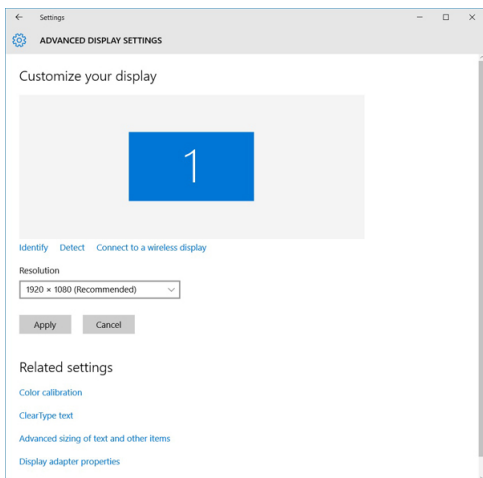 Settings
ADVANCED DISPLAY SETTINGS
Customize your display
1
Identify Detect Connect to a wireless display
Resolution
1920 × 1080 (Recommended)
Apply Cancel
Related settings
Color calibration
ClearType text
Advanced sizing of text and other items
Display adapter properties